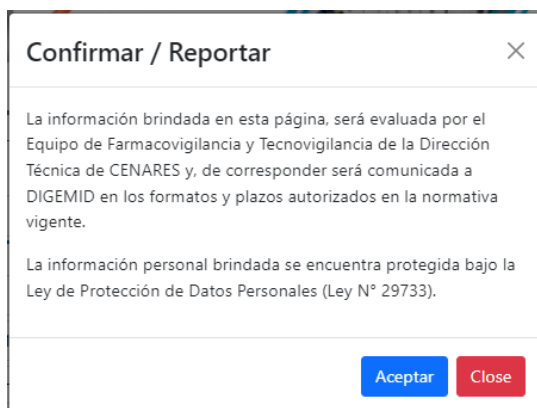 Confirmar / Reportar
La información brindada en esta página, será evaluada por el
Equipo de Farmacovigilancia y Tecnovigilancia de la Dirección
Técnica de CENARES y, de corresponder será comunicada a
DIGEMID en los formatos y plazos autorizados en la normativa
vigente.
La información personal brindada se encuentra protegida bajo la
Ley de Protección de Datos Personales (Ley N° 29733).
Aceptar
Close